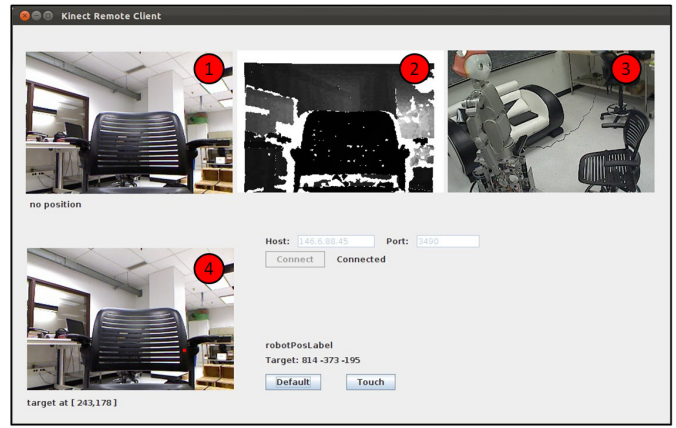 Kinect Remote Client
1
2
3
no position
Host: 146.6.88.45 Port: 3490
Connect Connected
4
robotPosLabel
Target: 814 -373 -195
Default Touch
target at [ 243,178 ]